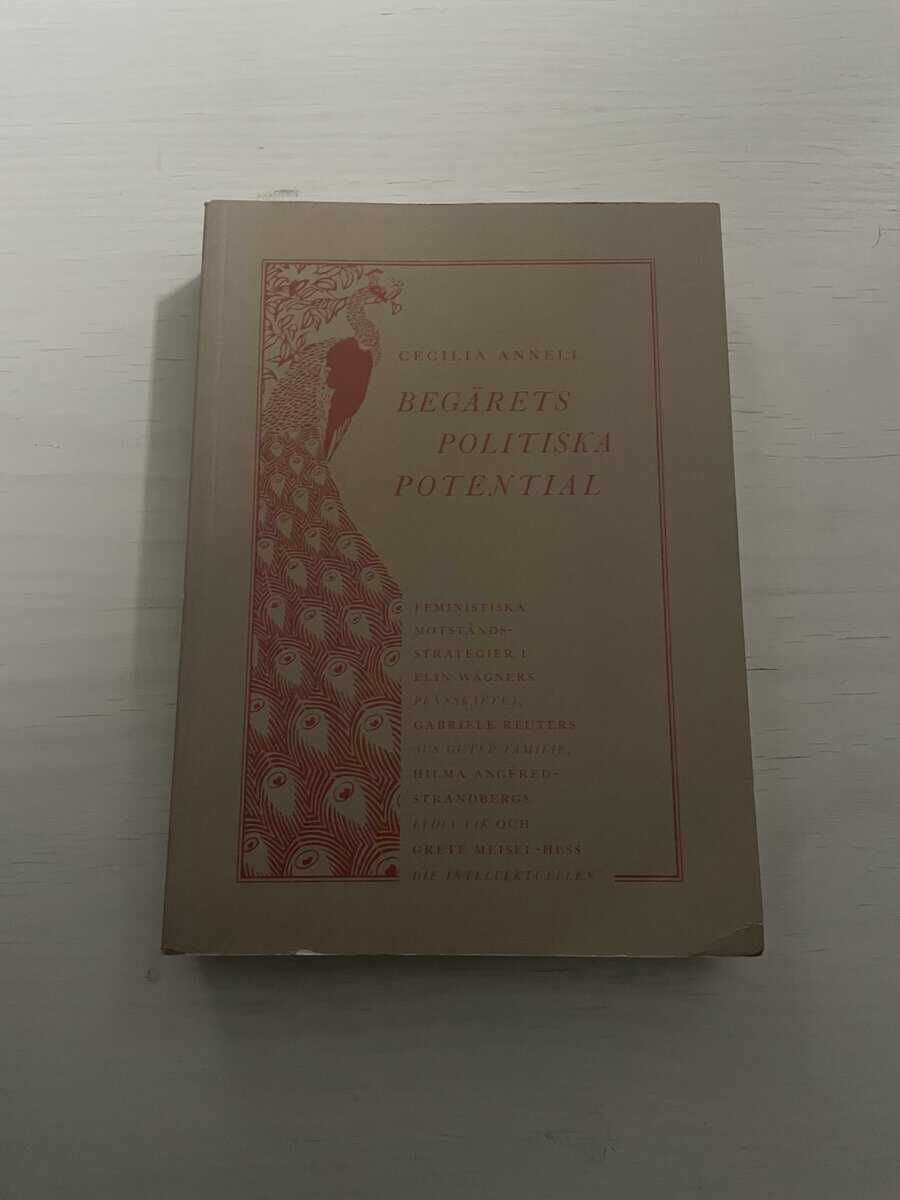 CECILIA ANNELL
BEGÄRETS
POLITISKA
POTENTIAL
FEMINISTISKA
MOTSTÅNDS-
STRATEGIER I
ELIN WÄGNERS
PENNSKAFTET,
GABRIELE REUTERS
AUS GUTER FAMILIE,
HILMA ANGERED-
STRANDBERGS
LYDIA VIK OCH
GRETE MEISEL-HESS
DIE INTELLEKTUELLEN